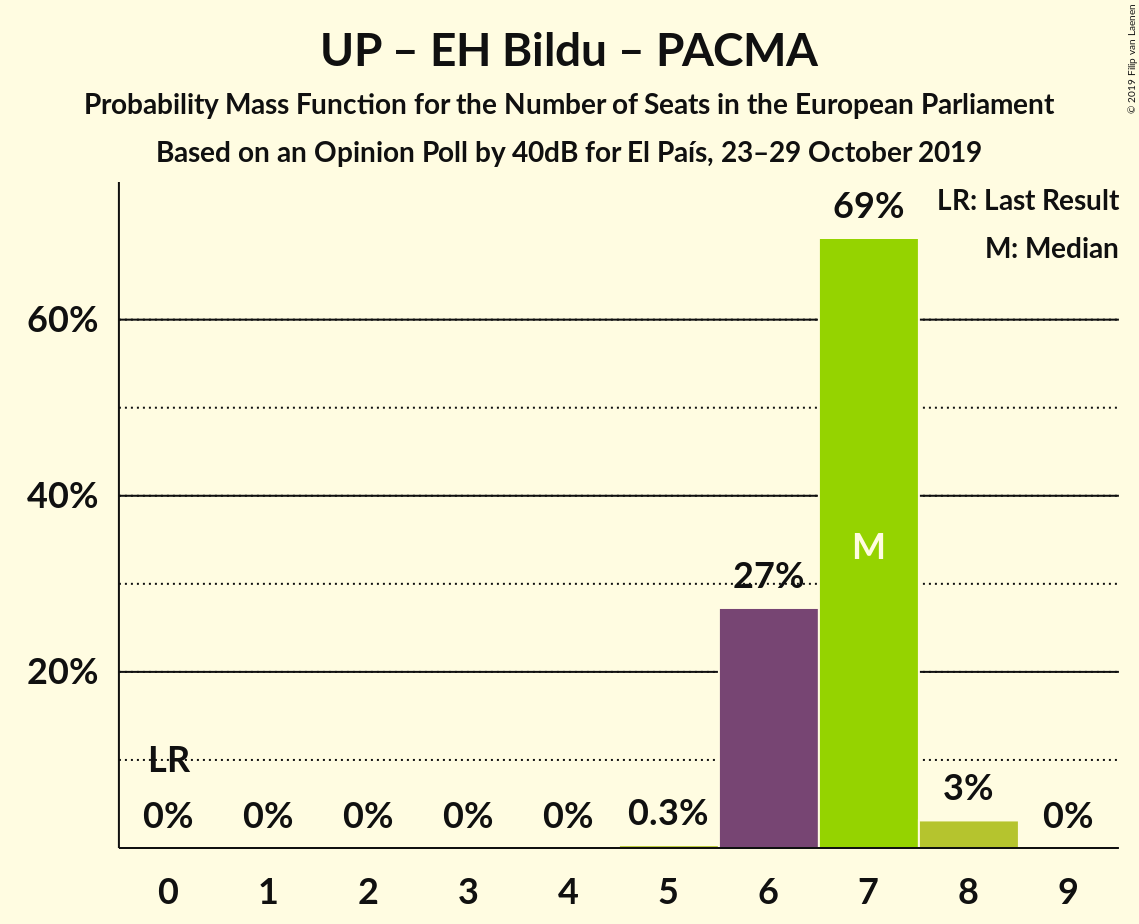 UP – EH Bildu – PACMA
Probability Mass Function for the Number of Seats in the European Parliament
Based on an Opinion Poll by 40dB for El País, 23–29 October 2019
© 2019 Filip van Laenen
LR: Last Result
M: Median
69%
60%
40%
M
27%
20%
LR
0%
0%
0%
0%
0%
0.3%
3%
0%
0 1 2 3 4 5 6 7 8 9